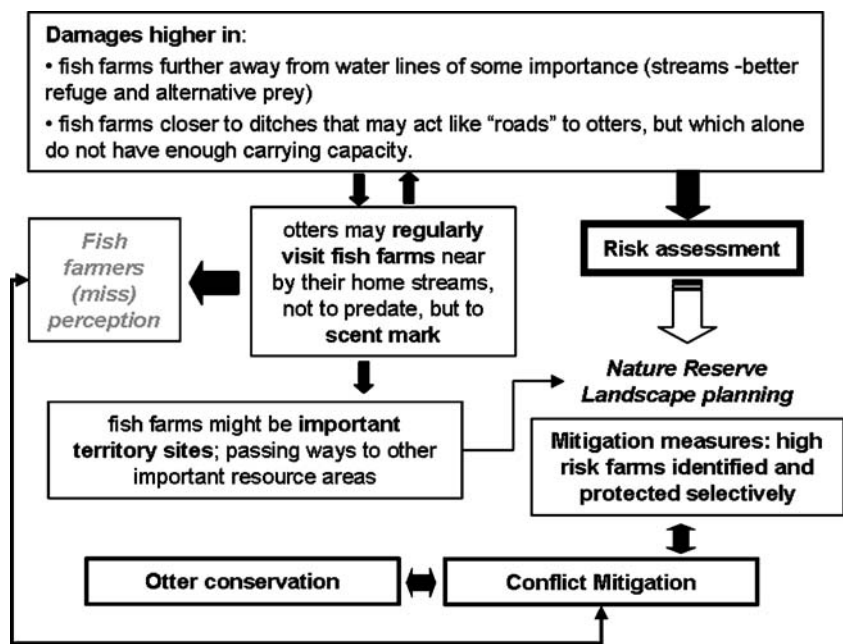 Damages higher in:
• fish farms further away from water lines of some importance (streams -better
refuge and alternative prey)
• fish farms closer to ditches that may act like “roads” to otters, but which alone
do not have enough carrying capacity.
Fish
farmers
(miss)
perception
otters may regularly
visit fish farms near
by their home streams,
not to predate, but to
scent mark
Risk assessment
Nature Reserve
Landscape planning
fish farms might be important
territory sites; passing ways to other
important resource areas
Mitigation measures: high
risk farms identified and
protected selectively
Otter conservation
Conflict Mitigation